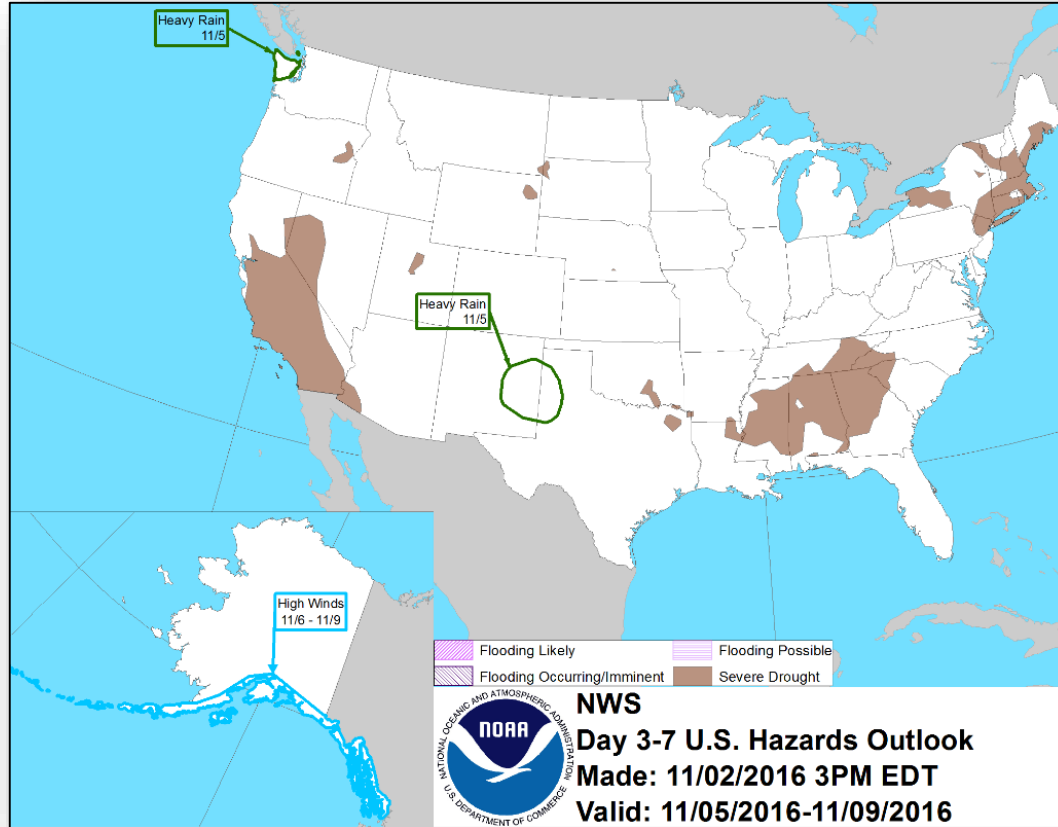 Heavy Rain
11/5
Heavy Rain
11/5
High Winds
11/6 - 11/9
Flooding Likely
Flooding Possible
Flooding Occurring/Imminent
Severe Drought
NATIONAL OCEANIC AND ATMOSPHERIC ADMINISTRATION
NOAA
U.S. DEPARTMENT OF COMMERCE
NWS
Day 3-7 U.S. Hazards Outlook
Made: 11/02/2016 3PM EDT
Valid: 11/05/2016-11/09/2016